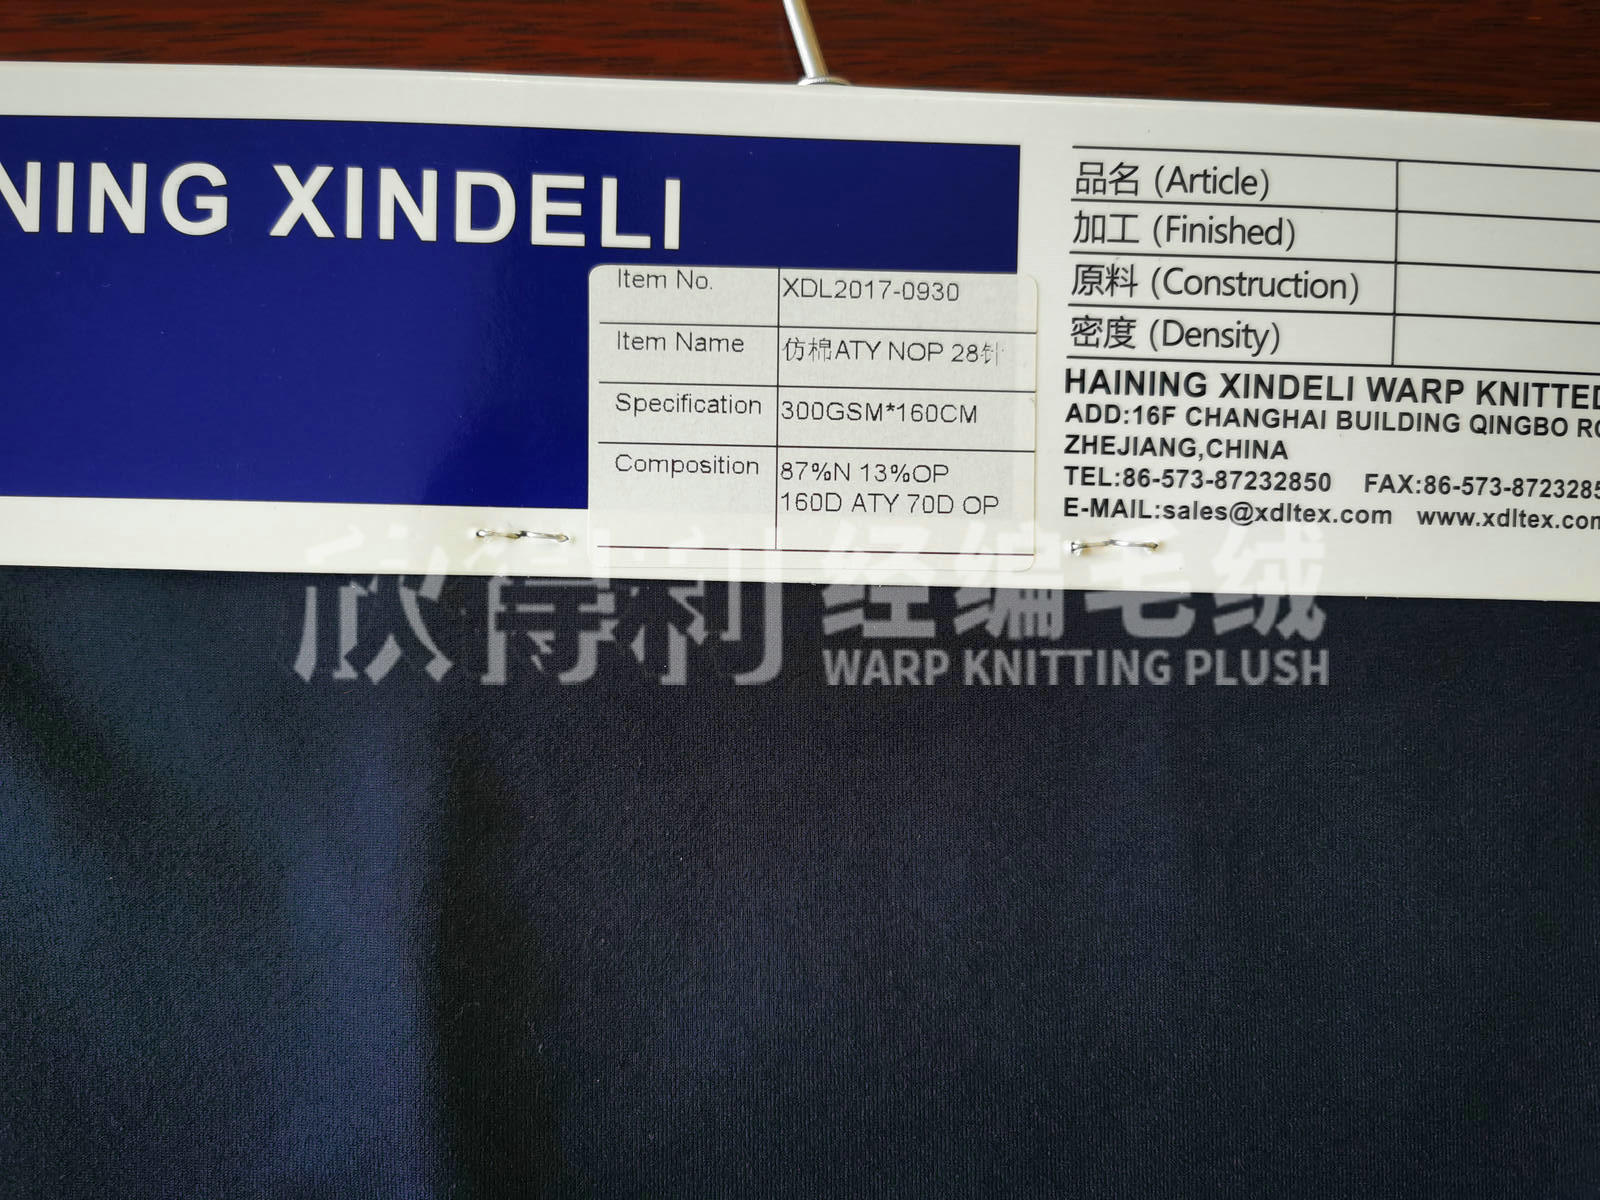 NING XINDELI
Item No. XDL2017-0930
Item Name 仿棉ATY NOP 28针
Specification 300GSM*160CM
Composition 87%N 13%OP
160D ATY 70D OP
品名 (Article)
加工 (Finished)
原料 (Construction)
密度 (Density)
HAINING XINDELI WARP KNITTED
ADD:16F CHANGHAI BUILDING QINGBO
ZHEJIANG,CHINA
TEL:86-573-87232850 FAX:86-573-8723285
E-MAIL:sales@xdltex.com www.xdltex.com
欣得利 经编毛绒
WARP KNITTING PLUSH